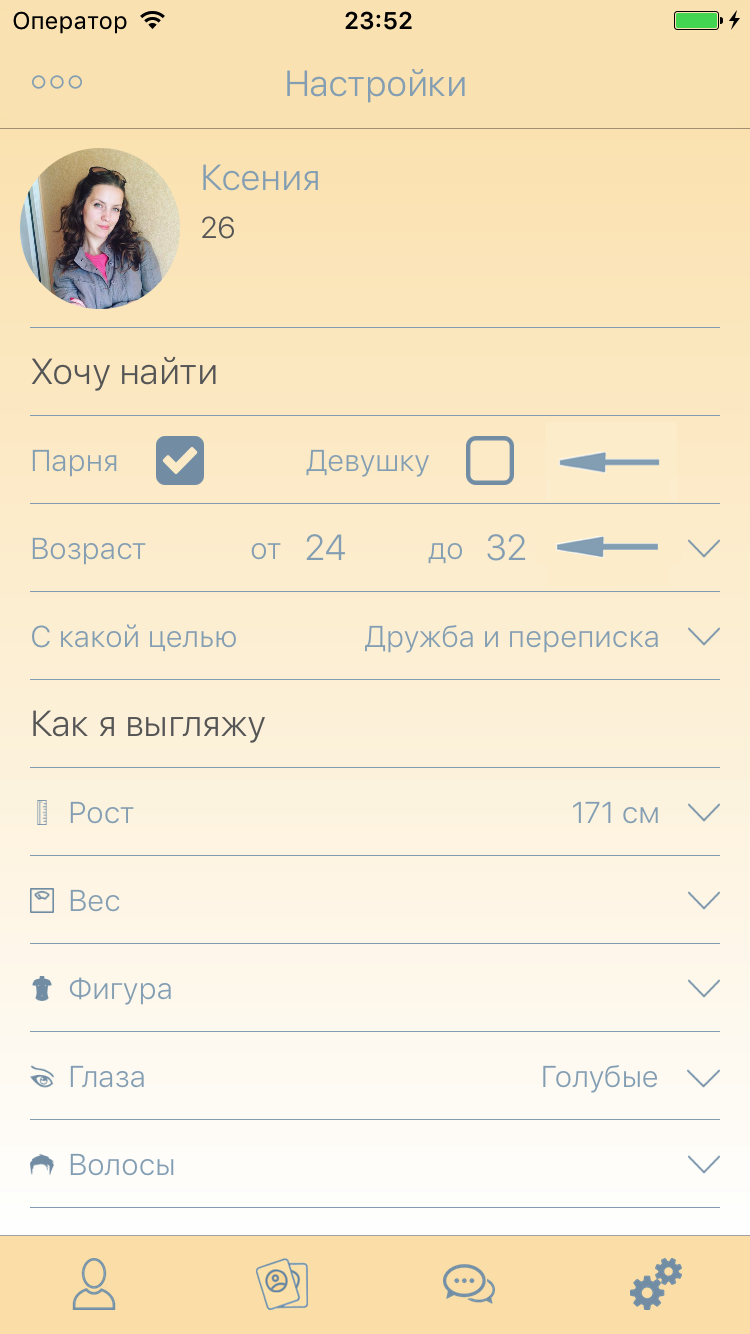 Оператор 23:52
Настройки
Ксения
26
Хочу найти
Парня Девушку
Возраст от 24 до 32
С какой целью Дружба и переписка
Как я выгляжу
Рост 171 см
Вес
Фигура
Глаза Голубые
Волосы